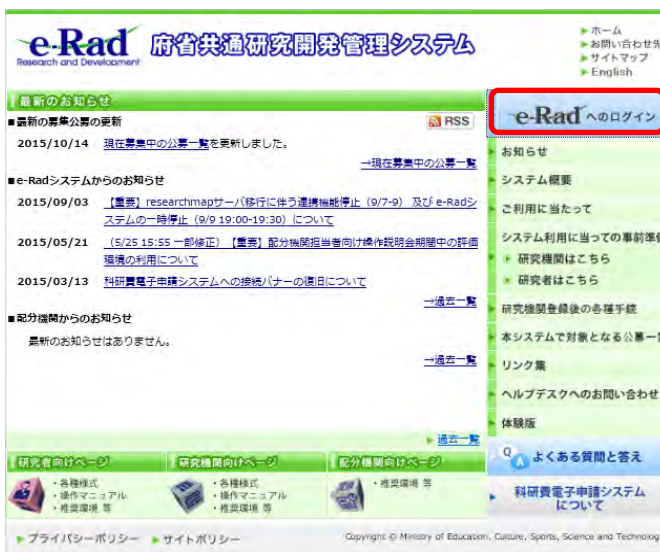 e-Rad
Research and Development
府省共通研究開発管理システム
ホーム
お問い合わせ先
サイトマップ
English
最新のお知らせ
■最新の募集公募の更新
RSS
2015/10/14 現在募集中の公募一覧を更新しました。
→現在募集中の公募一覧
■e-Radシステムからのお知らせ
2015/09/03 【重要】researchmapサーバ移行に伴う連携機能停止（9/7-9） 及び e-Radシ
ステムの一時停止（9/9 19:00-19:30）について
2015/05/21 （5/25 15:55 一部修正）【重要】配分機関担当者向け操作説明会期間中の評価
環境の利用について
2015/03/13 科研費電子申請システムへの接続バナーの復旧について
→過去一覧
■配分機関からのお知らせ
最新のお知らせはありません。
→過去一覧
過去一覧
e-Radへのログイン
お知らせ
システム概要
ご利用に当たって
システム利用に当っての事前準備
研究機関はこちら
研究者はこちら
研究機関登録後の各種手続
本システムで対象となる公募一覧
リンク集
ヘルプデスクへのお問い合わせ
体験版
Q A よくある質問と答え
科研費電子申請システム
について
研究者向けページ
・各種様式
・操作マニュアル
・推奨環境 等
研究機関向けページ
・各種様式
・操作マニュアル
・推奨環境 等
配分機関向けページ
・推奨環境 等
プライバシーポリシー
サイトポリシー
Copyright © Ministry of Education, Culture, Sports, Science and Technolog